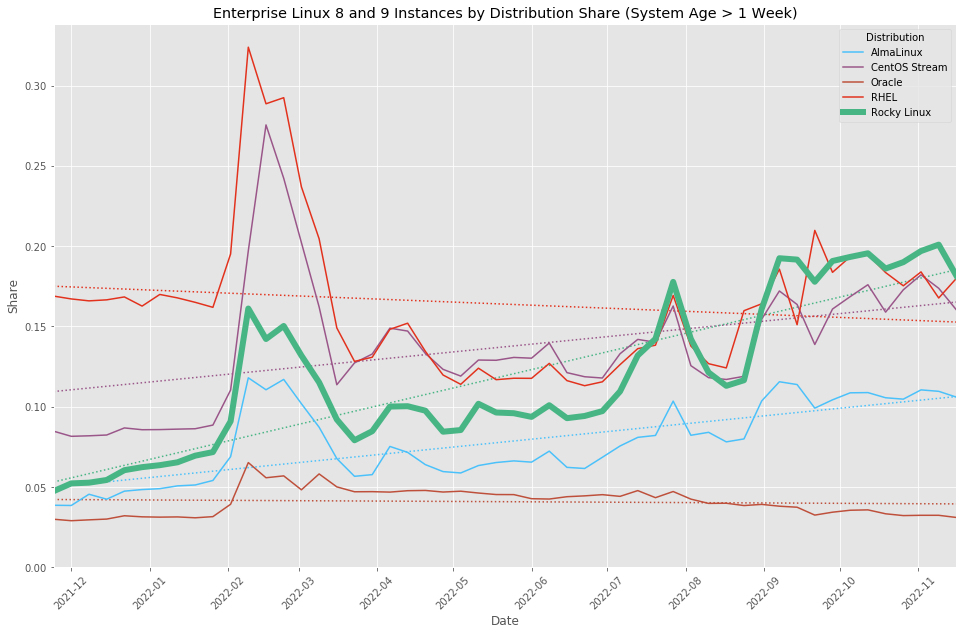 Enterprise Linux 8 and 9 Instances by Distribution Share (System Age > 1 Week)
Distribution
AlmaLinux
CentOS Stream
Oracle
RHEL
Rocky Linux
Share
0.30
0.25
0.20
0.15
0.10
0.05
0.00
2021-12
2022-01
2022-02
2022-03
2022-04
2022-05
2022-06
2022-07
2022-08
2022-09
2022-10
2022-11
Date